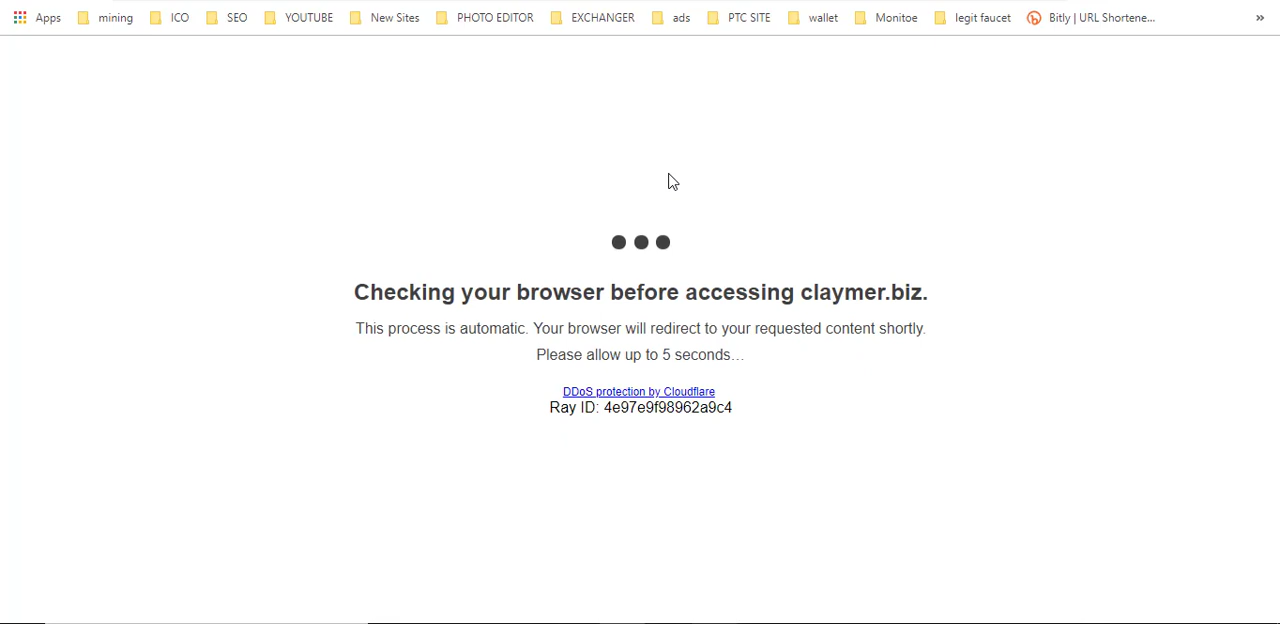 Apps mining ICO SEO YOUTUBE New Sites PHOTO EDITOR EXCHANGER ads PTC SITE wallet Monitoe legit faucet Bitly | URL Shortene... »
Checking your browser before accessing claymer.biz.
This process is automatic. Your browser will redirect to your requested content shortly.
Please allow up to 5 seconds…
DDoS protection by Cloudflare
Ray ID: 4e97e9f98962a9c4